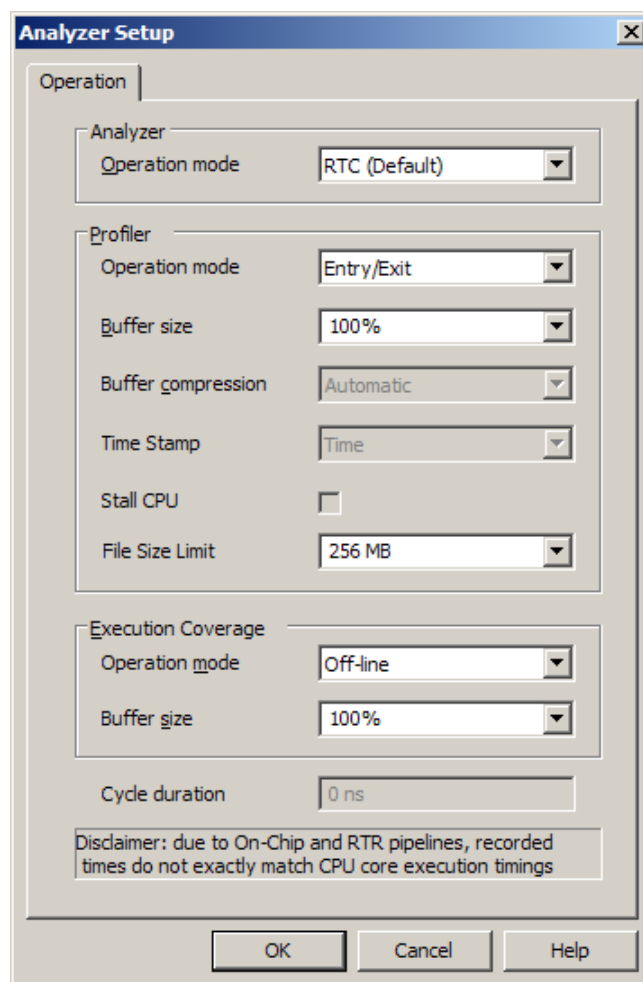 Analyzer Setup
Operation
Analyzer
Operation mode RTC (Default)
Profiler
Operation mode Entry/Exit
Buffer size 100%
Buffer compression Automatic
Time Stamp Time
Stall CPU
File Size Limit 256 MB
Execution Coverage
Operation mode Off-line
Buffer size 100%
Cycle duration 0 ns
Disclaimer: due to On-Chip and RTR pipelines, recorded
times do not exactly match CPU core execution timings
OK Cancel Help